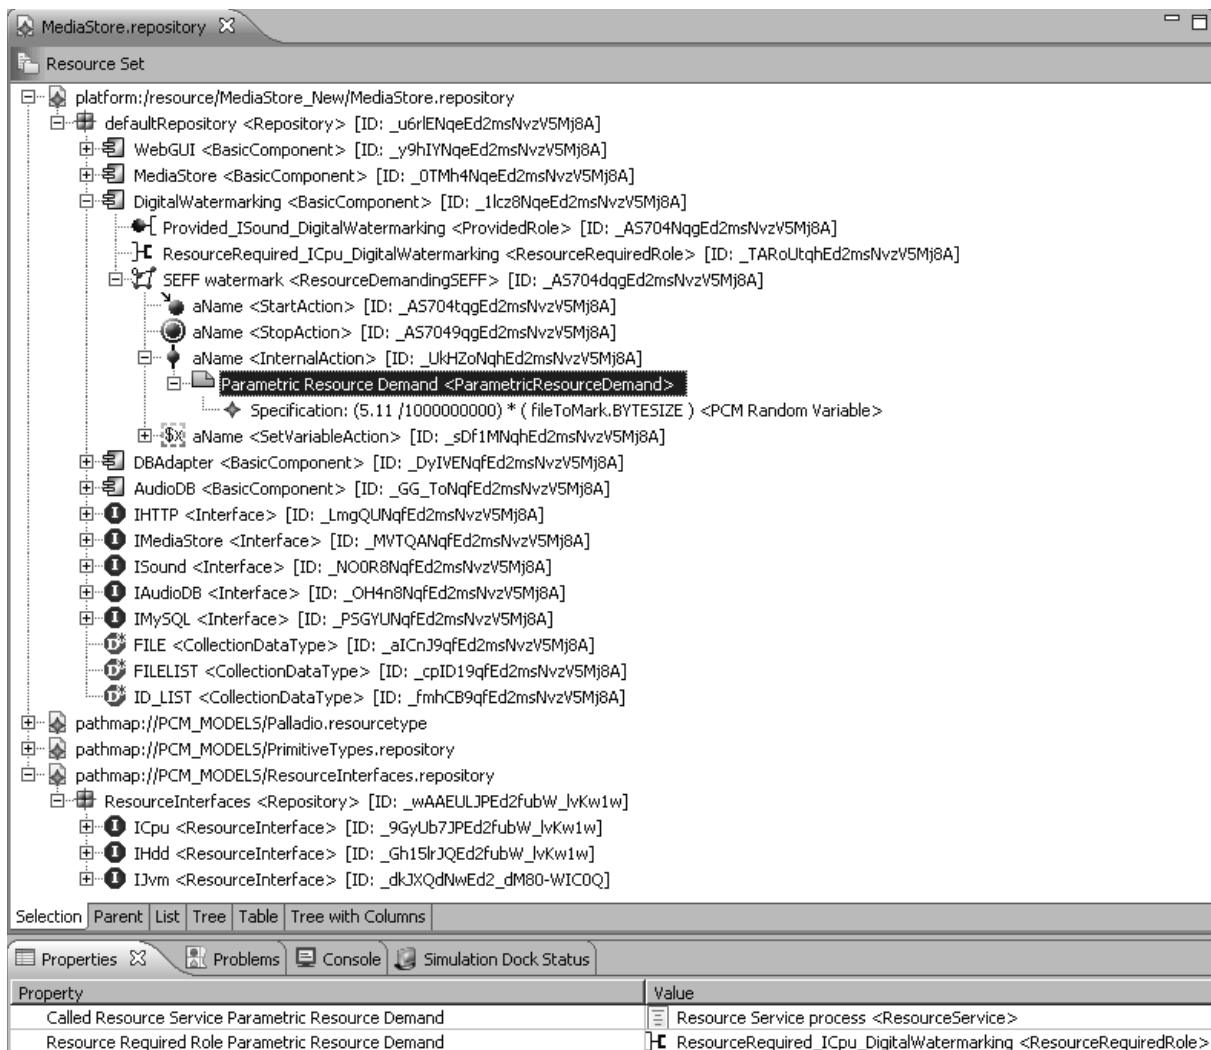 MediaStore.repository
Resource Set
platform:/resource/MediaStore_New/MediaStore.repository
defaultRepository <Repository> [ID: _u6rlENqeEd2msNvzV5Mj8A]
WebGUI <BasicComponent> [ID: _y9hIYNqeEd2msNvzV5Mj8A]
MediaStore <BasicComponent> [ID: _0TMh4NqeEd2msNvzV5Mj8A]
DigitalWatermarking <BasicComponent> [ID: _1lcz8NqeEd2msNvzV5Mj8A]
Provided_ISound_DigitalWatermarking <ProvidedRole> [ID: _AS704NqgEd2msNvzV5Mj8A]
ResourceRequired_ICpu_DigitalWatermarking <ResourceRequiredRole> [ID: _TARoUtqhEd2msNvzV5Mj8A]
SEFF watermark <ResourceDemandingSEFF> [ID: _AS704dqgEd2msNvzV5Mj8A]
aName <StartAction> [ID: _AS704tqgEd2msNvzV5Mj8A]
aName <StopAction> [ID: _AS7049qgEd2msNvzV5Mj8A]
aName <InternalAction> [ID: _UkHZoNqhEd2msNvzV5Mj8A]
Parametric Resource Demand <ParametricResourceDemand>
Specification: (5.11 /1000000000) * ( fileToMark.BYTESIZE ) <PCM Random Variable>
aName <SetVariableAction> [ID: _sDf1MNqhEd2msNvzV5Mj8A]
DBAdapter <BasicComponent> [ID: _DyIVENqfEd2msNvzV5Mj8A]
AudioDB <BasicComponent> [ID: _GG_ToNqfEd2msNvzV5Mj8A]
IHTTP <Interface> [ID: _LmgQUNqfEd2msNvzV5Mj8A]
IMediaStore <Interface> [ID: _MVTQANqfEd2msNvzV5Mj8A]
ISound <Interface> [ID: _NO0R8NqfEd2msNvzV5Mj8A]
IAudioDB <Interface> [ID: _OH4n8NqfEd2msNvzV5Mj8A]
IMySQL <Interface> [ID: _PSGYUNqfEd2msNvzV5Mj8A]
FILE <CollectionDataType> [ID: _aICnJ9qfEd2msNvzV5Mj8A]
FILELIST <CollectionDataType> [ID: _cpID19qfEd2msNvzV5Mj8A]
ID_LIST <CollectionDataType> [ID: _fmhCB9qfEd2msNvzV5Mj8A]
pathmap://PCM_MODELS/Palladio.resourcetype
pathmap://PCM_MODELS/PrimitiveTypes.repository
pathmap://PCM_MODELS/ResourceInterfaces.repository
ResourceInterfaces <Repository> [ID: _wAAEULJPEd2fubW_lvKw1w]
ICpu <ResourceInterface> [ID: _9GyUb7JPEd2fubW_lvKw1w]
IHdd <ResourceInterface> [ID: _Gh15lrJQEd2fubW_lvKw1w]
IJvm <ResourceInterface> [ID: _dkJXQdNwEd2_dM80-WIC0Q]
Selection Parent List Tree Table Tree with Columns
Properties Problems Console Simulation Dock Status
Property Value
Called Resource Service Parametric Resource Demand Resource Service process <ResourceService>
Resource Required Role Parametric Resource Demand ResourceRequired_ICpu_DigitalWatermarking <ResourceRequiredRole>